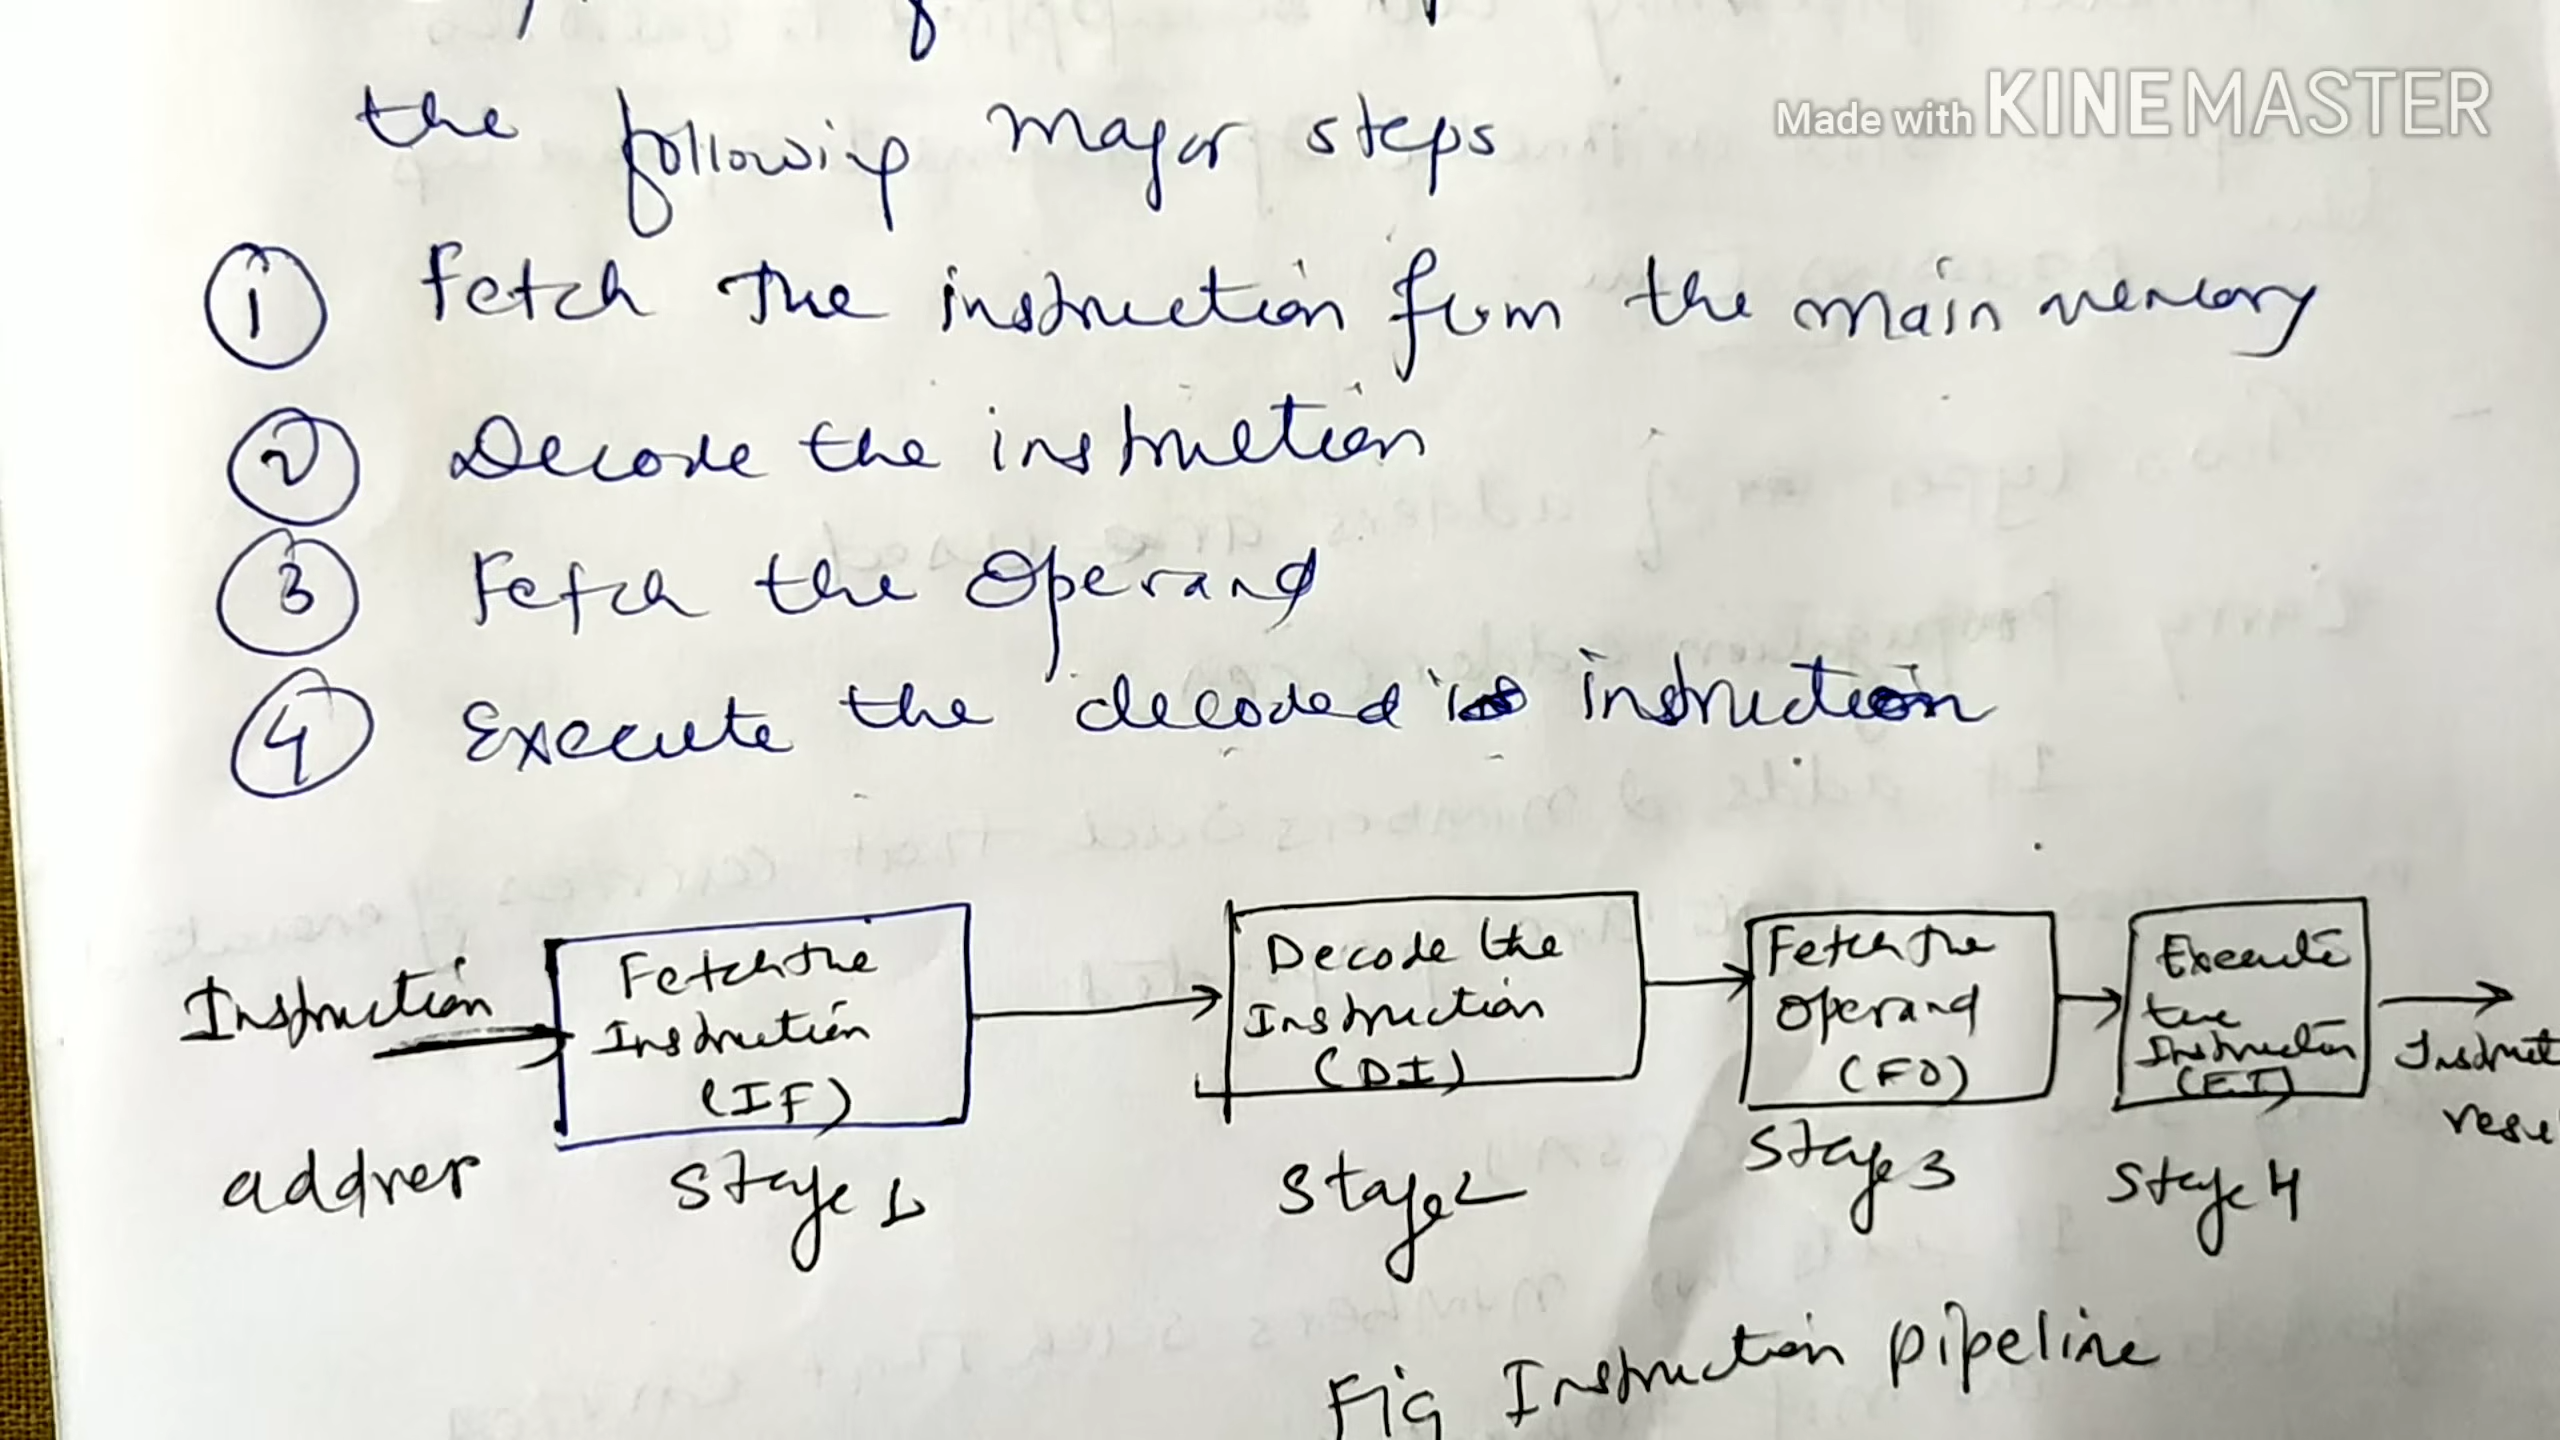 Made with KINEMASTER
the following major steps
1 Fetch the instruction from the main memory
2 Decode the instruction
3 Fetch the Operand
4 Execute the decoded instruction
Instruction
address
Fetch the
Instruction
(IF)
Stage 1
Decode the
Instruction
(DI)
Stage 2
Fetch the
Operand
(FO)
Stage 3
Execute
the
Instruction
(EI)
Stage 4
Instruct
resu
Fig Instruction pipeline